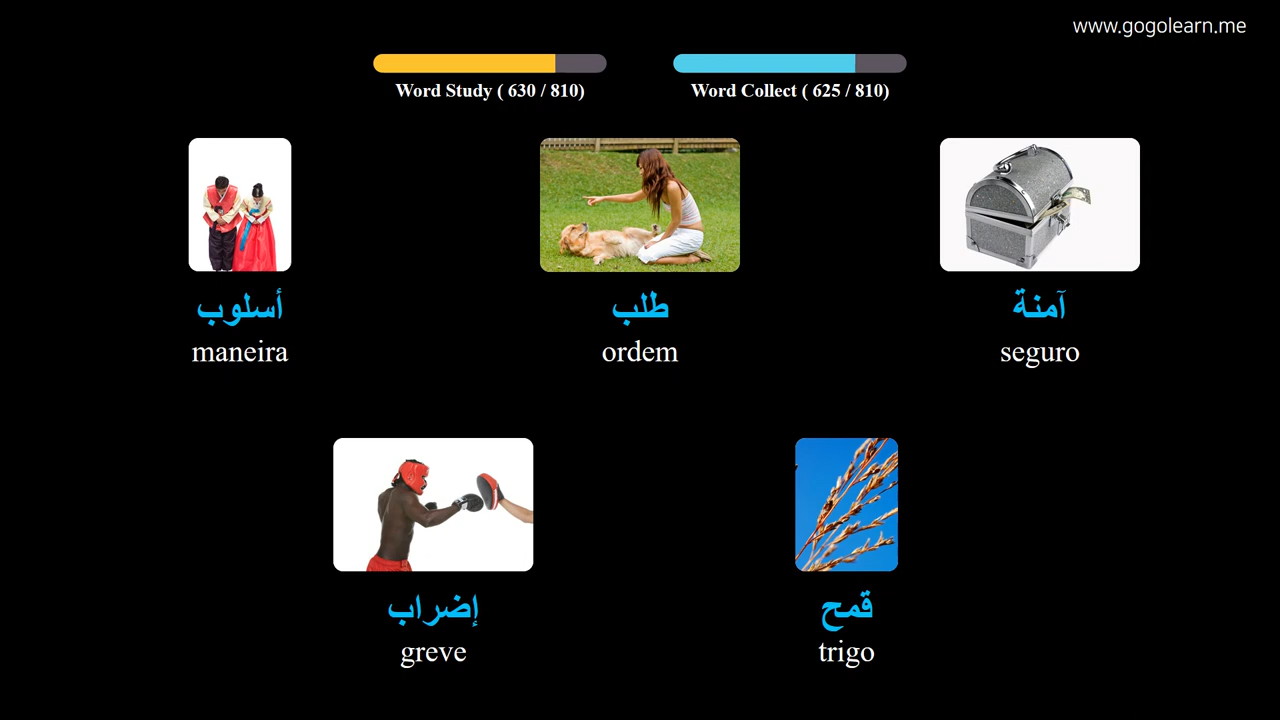 www.gogolearn.me
Word Study ( 630 / 810)
Word Collect ( 625 / 810)
أسلوب
maneira
طلب
ordem
آمنة
seguro
إضراب
greve
قمح
trigo